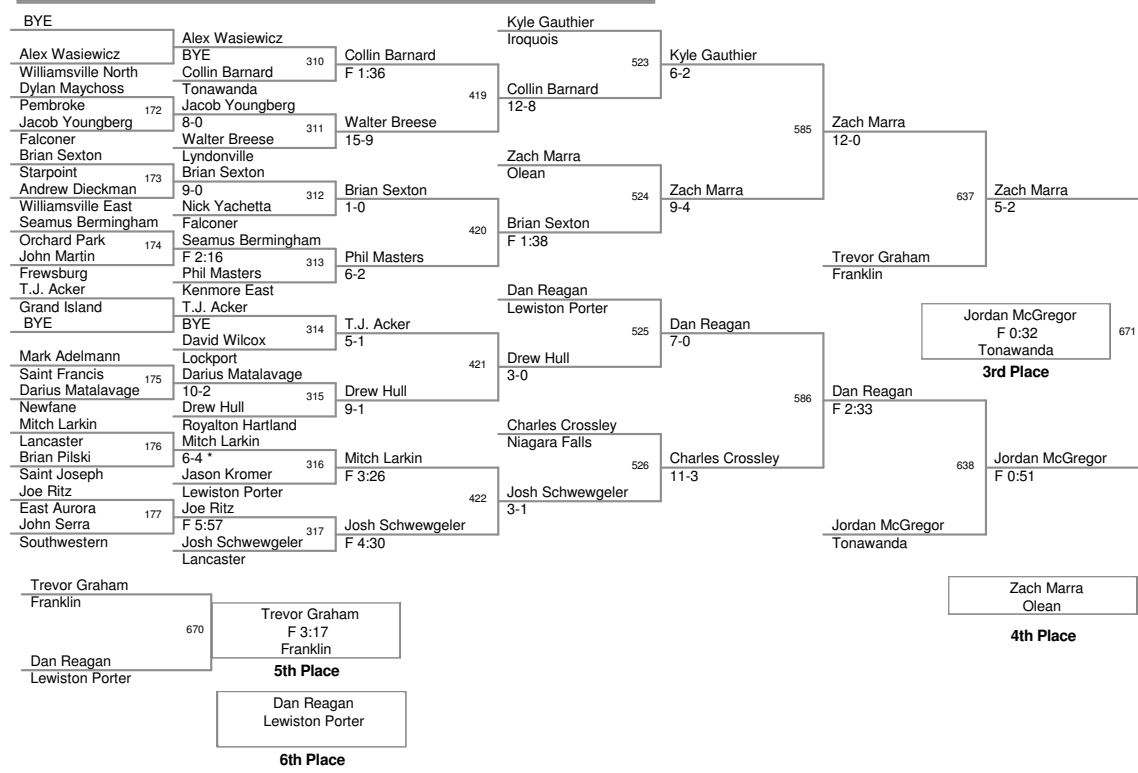 BYE
Alex Wasiewicz
Williamsville North
Dylan Maychoss
Pembroke
172
Jacob Youngberg
Falconer
Brian Sexton
Starpoint
173
Andrew Dieckman
Williamsville East
Seamus Bermingham
Orchard Park
174
John Martin
Frewsburg
T.J. Acker
Grand Island
BYE
Mark Adelmann
Saint Francis
175
Darius Matalavage
Newfane
Mitch Larkin
Lancaster
176
Brian Pilski
Saint Joseph
Joe Ritz
East Aurora
177
John Serra
Southwestern
Alex Wasiewicz
BYE
310
Collin Barnard
Tonawanda
Jacob Youngberg
8-0
311
Walter Breese
Lyndonville
Brian Sexton
9-0
312
Nick Yachetta
Falconer
Seamus Bermingham
F 2:16
313
Phil Masters
Kenmore East
T.J. Acker
BYE
314
David Wilcox
Lockport
Darius Matalavage
10-2
315
Drew Hull
Royalton Hartland
Mitch Larkin
6-4 *
316
Jason Kromer
Lewiston Porter
Joe Ritz
F 5:57
317
Josh Schwewgeler
Lancaster
Collin Barnard
F 1:36
419
Walter Breese
15-9
Brian Sexton
1-0
420
Phil Masters
6-2
T.J. Acker
5-1
421
Drew Hull
9-1
Mitch Larkin
F 3:26
422
Josh Schwewgeler
F 4:30
Kyle Gauthier
Iroquois
523
Collin Barnard
12-8
Zach Marra
Olean
524
Brian Sexton
F 1:38
Dan Reagan
Lewiston Porter
525
Drew Hull
3-0
Charles Crossley
Niagara Falls
526
Josh Schwewgeler
3-1
Kyle Gauthier
6-2
585
Zach Marra
9-4
Dan Reagan
7-0
586
Charles Crossley
11-3
Zach Marra
12-0
637
Trevor Graham
Franklin
Dan Reagan
F 2:33
638
Jordan McGregor
Tonawanda
Zach Marra
5-2
Jordan McGregor
F 0:32
Tonawanda
671
3rd Place
Jordan McGregor
F 0:51
Zach Marra
Olean
4th Place
Trevor Graham
Franklin
670
Dan Reagan
Lewiston Porter
Trevor Graham
F 3:17
Franklin
5th Place
Dan Reagan
Lewiston Porter
6th Place